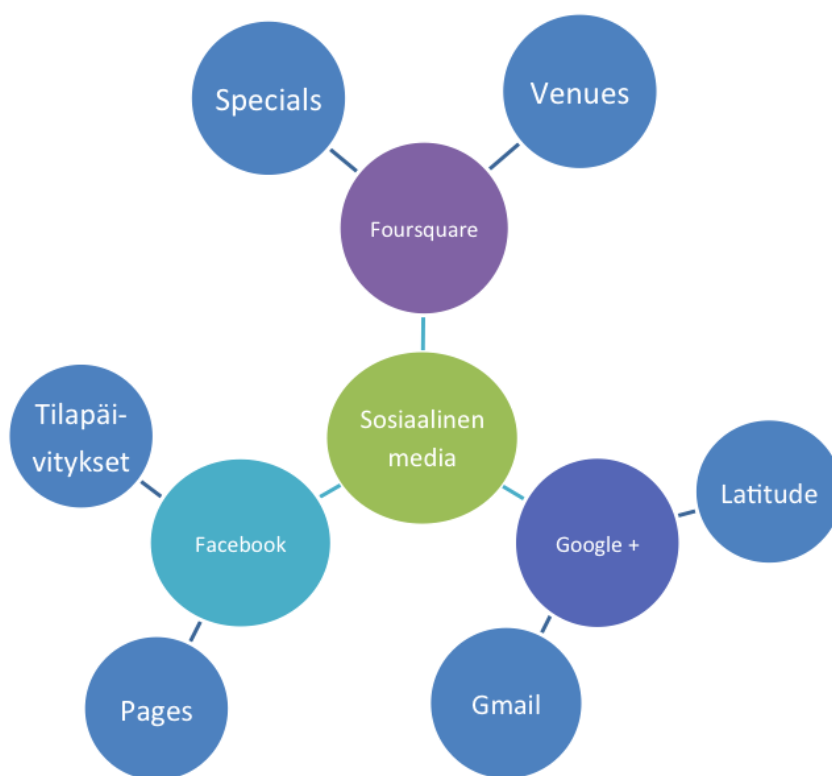 Specials
Venues
Foursquare
Sosiaalinen
media
Tilapäi-
vitykset
Facebook
Pages
Google +
Latitude
Gmail